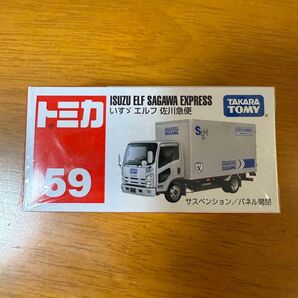 トミカ
59
ISUZU ELF SAGAWA EXPRESS
いすゞ エルフ 佐川急便
TAKARA
TOMY
SGH
サスペンション／パネル開閉